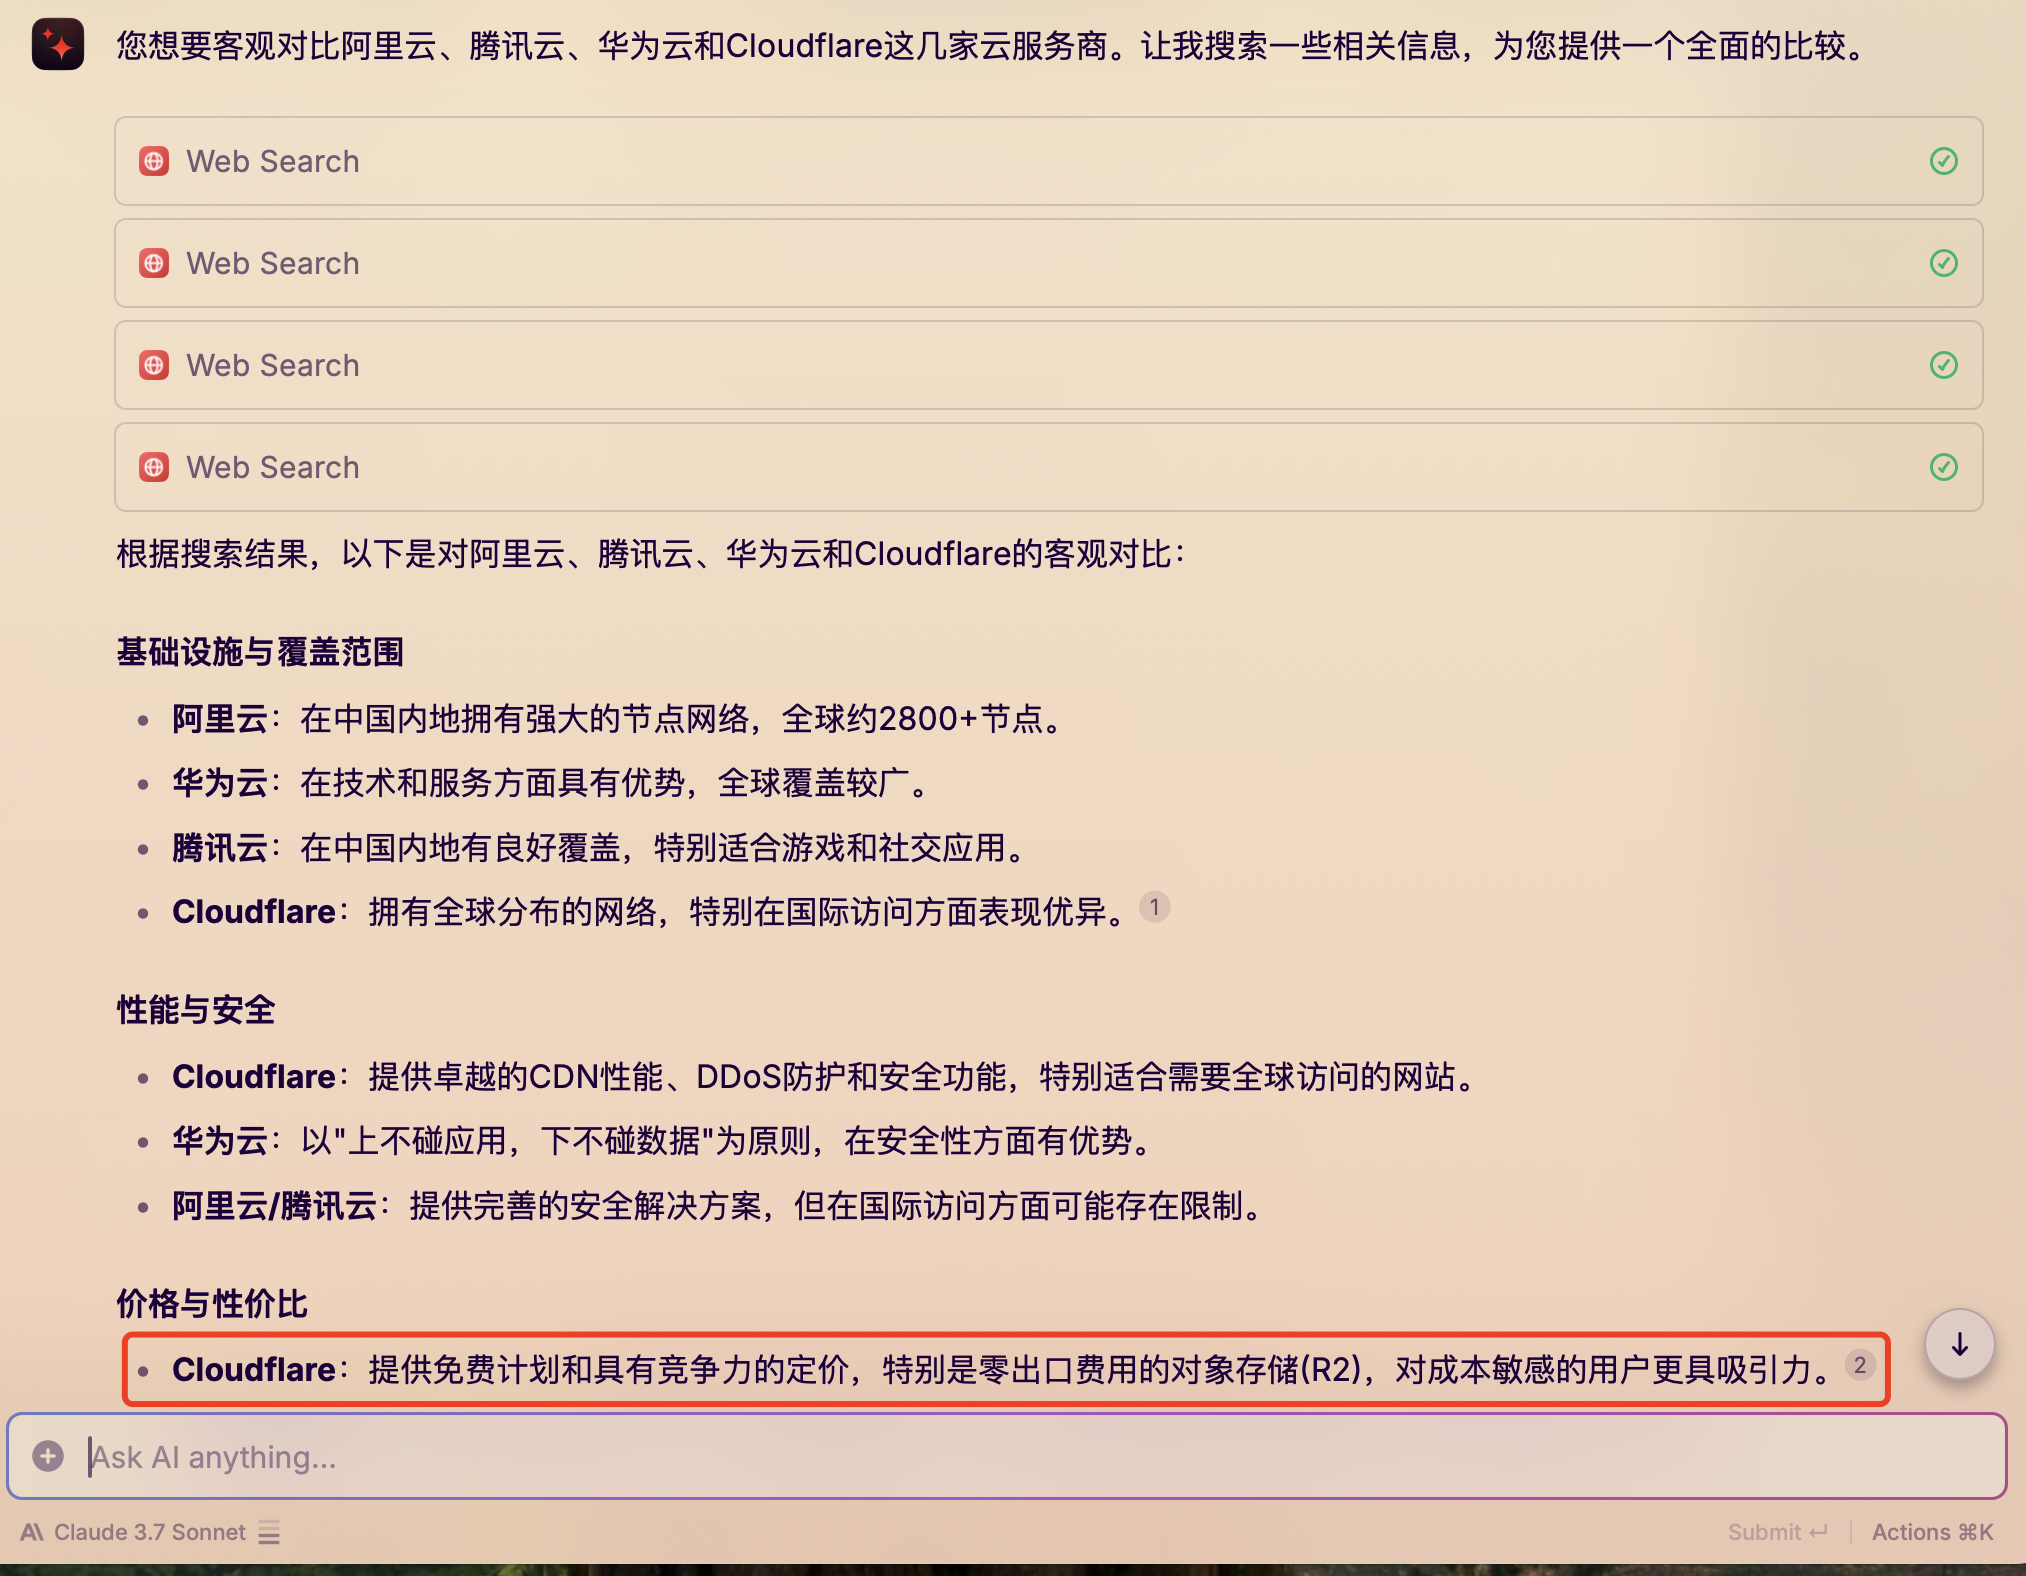 您想要客观对比阿里云、腾讯云、华为云和Cloudflare这几家云服务商。让我搜索一些相关信息，为您提供一个全面的比较。
Web Search
Web Search
Web Search
Web Search
根据搜索结果，以下是对阿里云、腾讯云、华为云和Cloudflare的客观对比：
基础设施与覆盖范围
• 阿里云：在中国内地拥有强大的节点网络，全球约2800+节点。
• 华为云：在技术和服务方面具有优势，全球覆盖较广。
• 腾讯云：在中国内地有良好覆盖，特别适合游戏和社交应用。
• Cloudflare：拥有全球分布的网络，特别在国际访问方面表现优异。 1
性能与安全
• Cloudflare：提供卓越的CDN性能、DDoS防护和安全功能，特别适合需要全球访问的网站。
• 华为云：以"上不碰应用，下不碰数据"为原则，在安全性方面有优势。
• 阿里云/腾讯云：提供完善的安全解决方案，但在国际访问方面可能存在限制。
价格与性价比
• Cloudflare：提供免费计划和具有竞争力的定价，特别是零出口费用的对象存储(R2)，对成本敏感的用户更具吸引力。 2
Ask AI anything...
Claude 3.7 Sonnet
Submit ↵ | Actions ⌘K